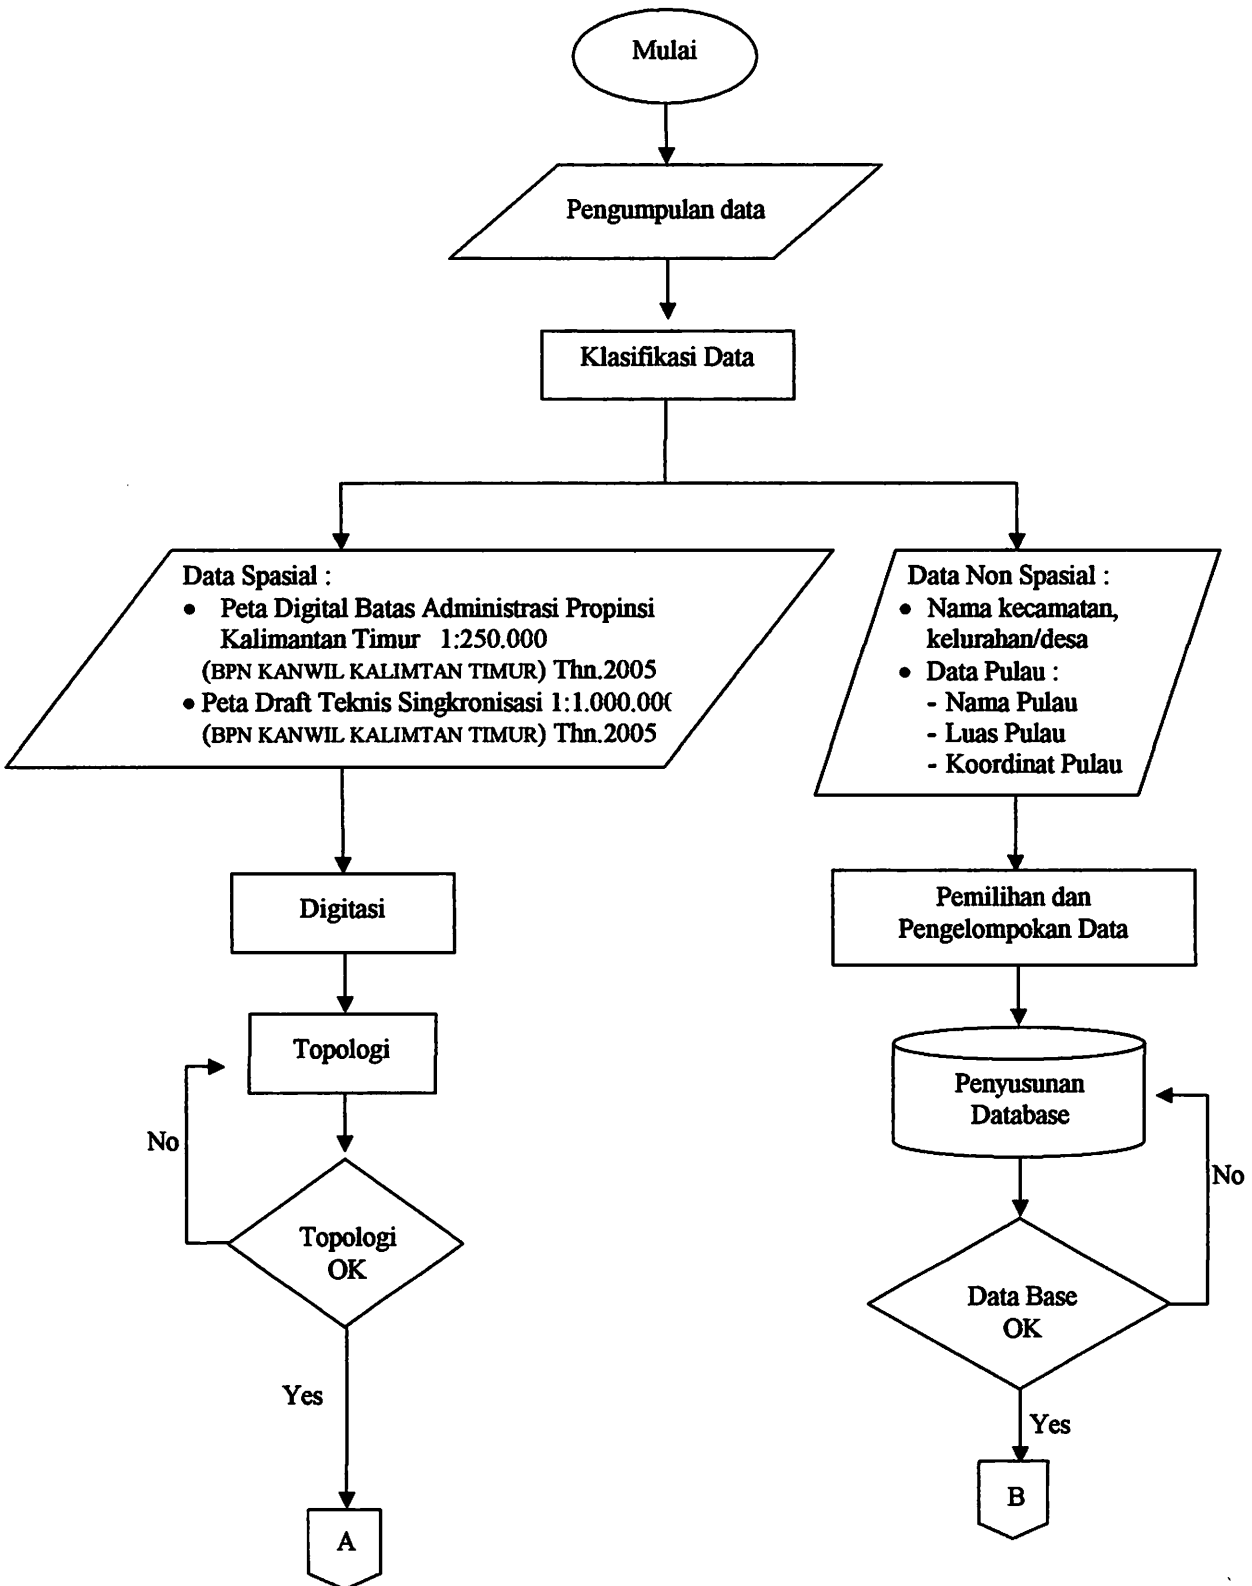 Mulai
Pengumpulan data
Klasifikasi Data
Data Spasial :
• Peta Digital Batas Administrasi Propinsi
Kalimantan Timur 1:250.000
(BPN KANWIL KALIMTAN TIMUR) Thn.2005
• Peta Draft Teknis Singkronisasi 1:1.000.00(
(BPN KANWIL KALIMTAN TIMUR) Thn.2005
Data Non Spasial :
• Nama kecamatan,
kelurahan/desa
• Data Pulau :
- Nama Pulau
- Luas Pulau
- Koordinat Pulau
Digitasi
Topologi
No
Topologi
OK
Yes
A
Pemilihan dan
Pengelompokan Data
Penyusunan
Database
No
Data Base
OK
Yes
B